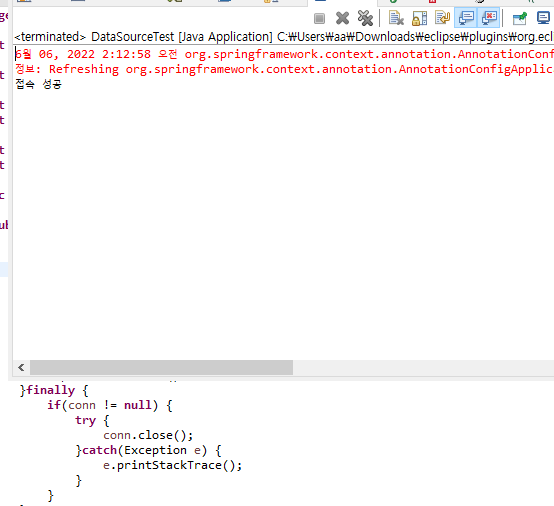 <terminated> DataSourceTest [Java Application] C:₩Users₩aa₩Downloads₩eclipse₩plugins₩org.ecl
6월 06, 2022 2:12:58 오전 org.springframework.context.annotation.AnnotationConf
정보: Refreshing org.springframework.context.annotation.AnnotationConfigApplic
접속 성공
}finally {
if(conn != null) {
try {
conn.close();
}catch(Exception e) {
e.printStackTrace();
}
}